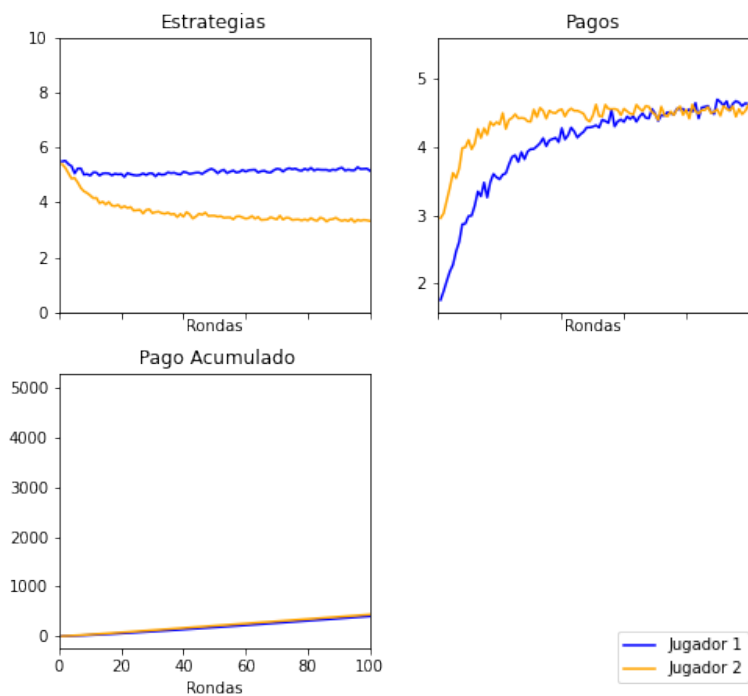 Estrategias
10
8
6
4
2
0
Rondas
Pagos
5
4
3
2
Rondas
Pago Acumulado
5000
4000
3000
2000
1000
0
0 20 40 60 80 100
Rondas
Jugador 1
Jugador 2